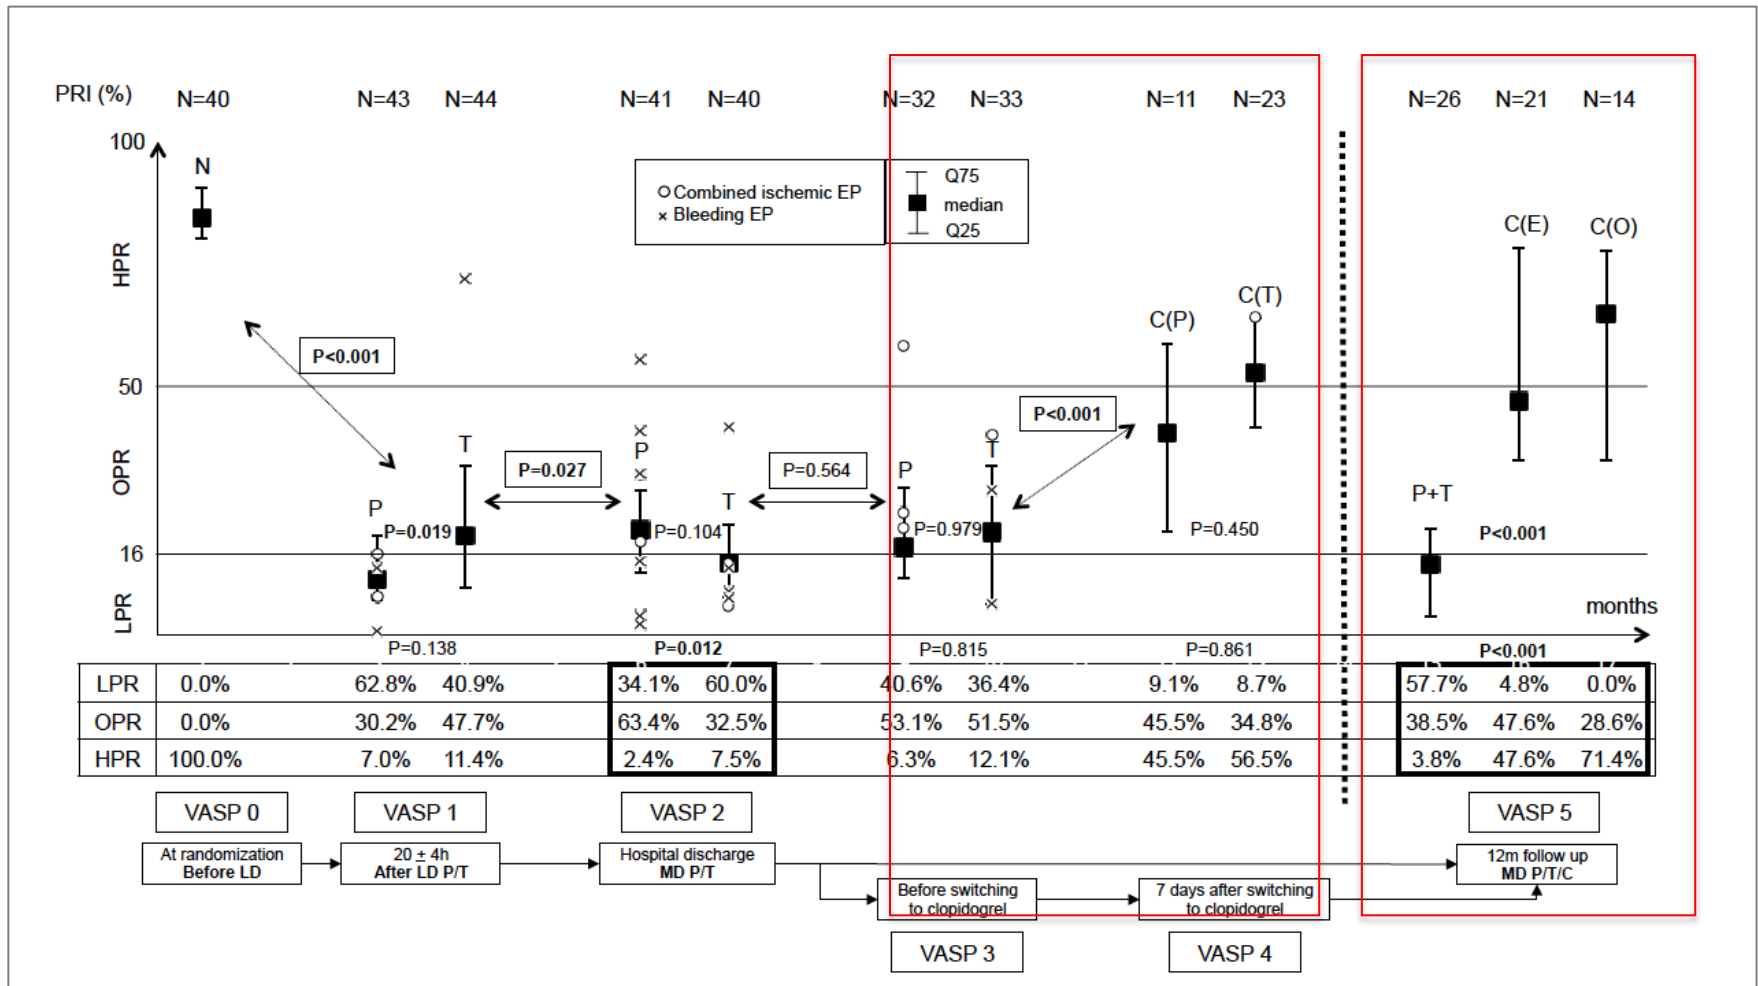 PRI (%) N=40 N=43 N=44 N=41 N=40 N=32 N=33 N=11 N=23 N=26 N=21 N=14
100
N
Combined ischemic EP
Bleeding EP
Q75
median
Q25
C(E) C(O)
HPR
C(P) C(T)
P<0.001
50
P<0.001
OPR
T P
P=0.027
P=0.564
P T
P T P P+T
P=0.019 P=0.104 P=0.979 P=0.450 P<0.001
16
LPR
months
P=0.138 P=0.012 P=0.815 P=0.861 P<0.001
LPR 0.0% 62.8% 40.9% 34.1% 60.0% 40.6% 36.4% 9.1% 8.7% 57.7% 4.8% 0.0%
OPR 0.0% 30.2% 47.7% 63.4% 32.5% 53.1% 51.5% 45.5% 34.8% 38.5% 47.6% 28.6%
HPR 100.0% 7.0% 11.4% 2.4% 7.5% 6.3% 12.1% 45.5% 56.5% 3.8% 47.6% 71.4%
VASP 0 VASP 1 VASP 2 VASP 5
At randomization
Before LD
20 ± 4h
After LD P/T
Hospital discharge
MD P/T
12m follow up
MD P/T/C
Before switching
to clopidogrel
7 days after switching
to clopidogrel
VASP 3 VASP 4